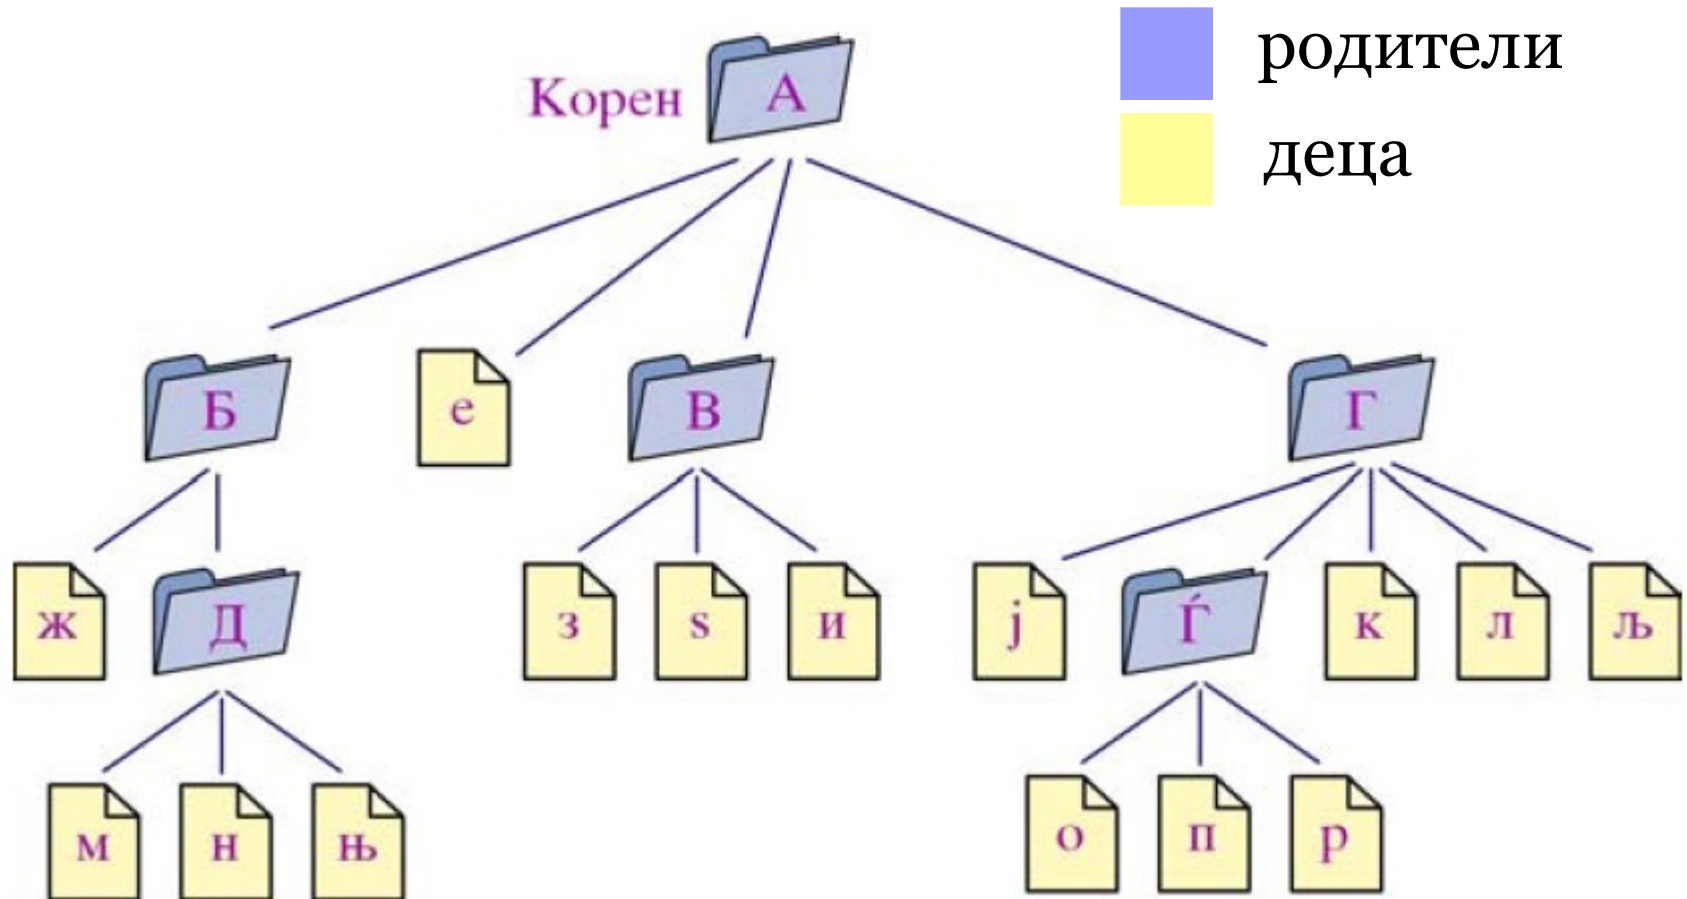 родители
Корен А
деца
Б е В Г
ж Д з ѕ и ј Ѓ к л љ
м н њ о п р